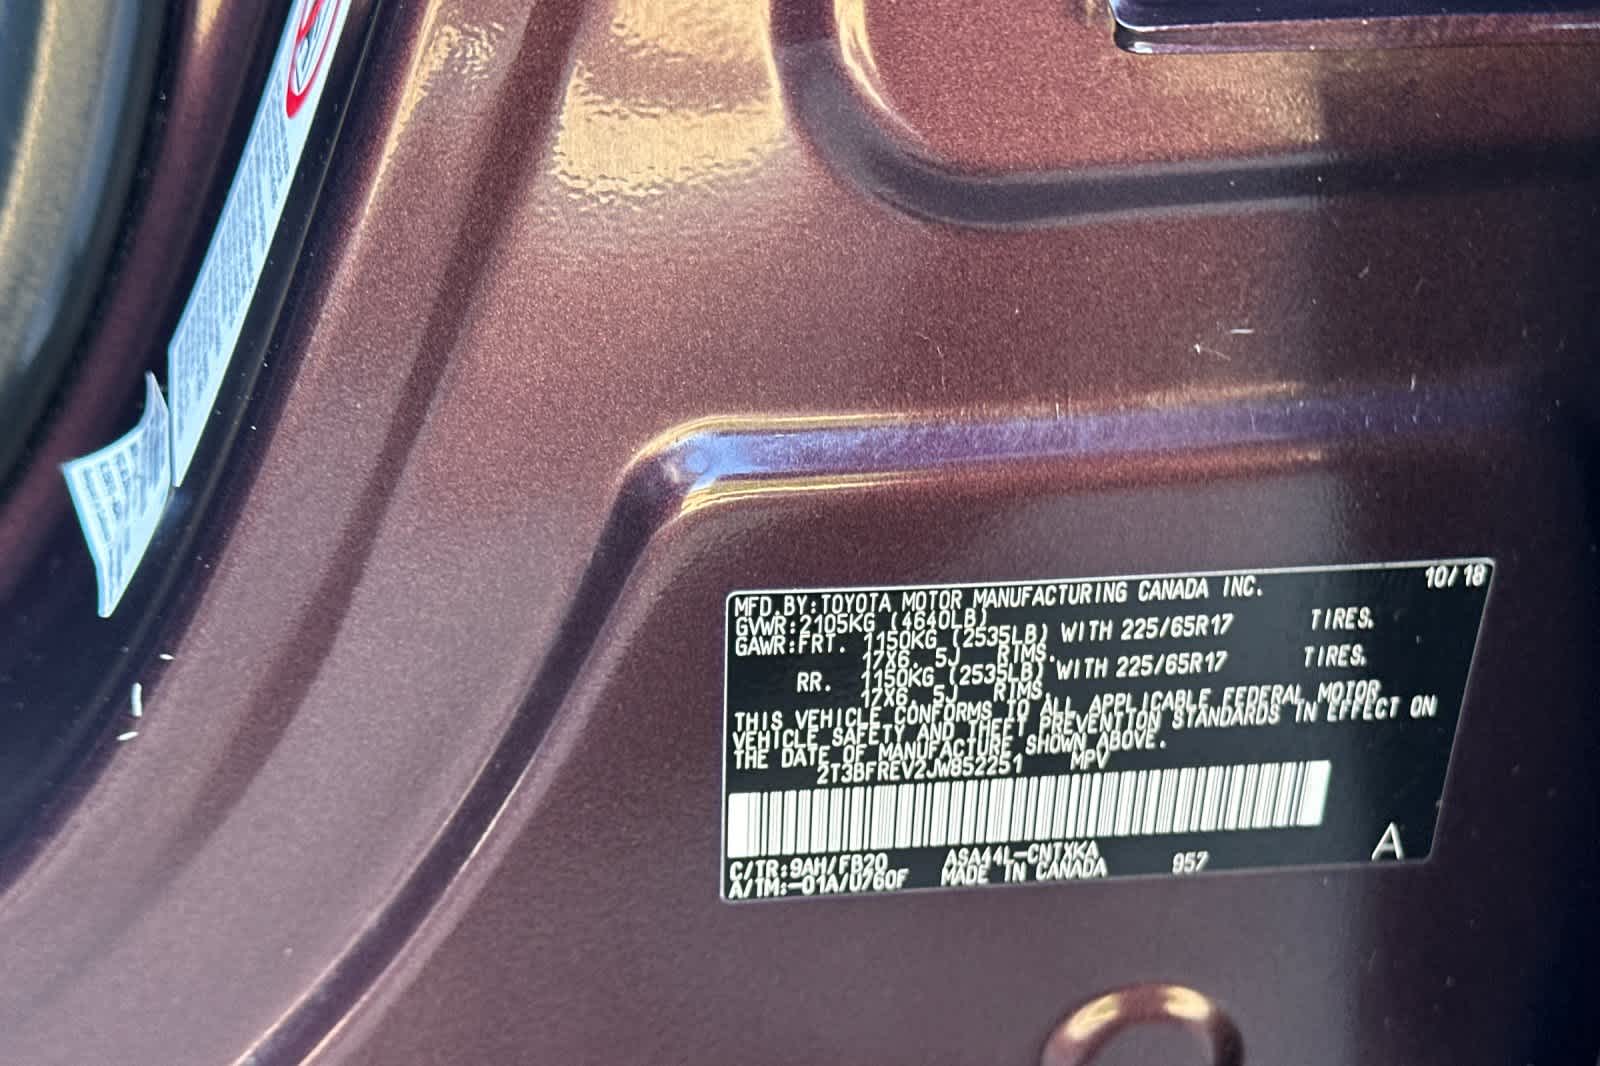 10/18
MFD.BY:TOYOTA MOTOR MANUFACTURING CANADA INC.
GVWR:2105KG (4640LB)
GAWR:FRT. 1150KG (2535LB) WITH 225/65R17 TIRES.
17X6.5J RIMS.
RR. 1150KG (2535LB) WITH 225/65R17 TIRES.
17X6.5J RIMS.
THIS VEHICLE CONFORMS TO ALL APPLICABLE FEDERAL MOTOR
VEHICLE SAFETY AND THEFT PREVENTION STANDARDS IN EFFECT ON
THE DATE OF MANUFACTURE SHOWN ABOVE.
2T3BFREV2JW852251 MPV
A
C/TR:9AH/FB20 ASA44L-CNTXKA 957
A/TM:-01A/U760F MADE IN CANADA